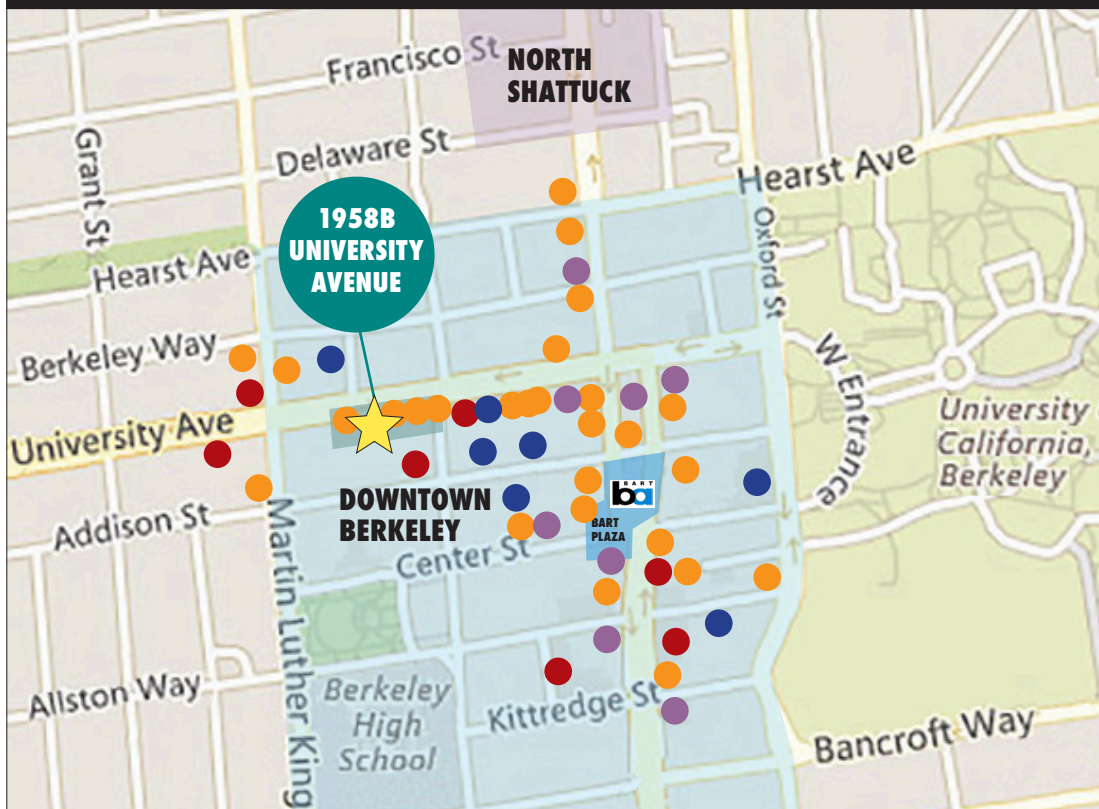 Francisco St
NORTH
SHATTUCK
Grant St
Delaware St
Hearst Ave
1958B
UNIVERSITY
AVENUE
Oxford St
Hearst Ave
Berkeley Way
W Entrance
University Ave
University
California,
Berkeley
DOWNTOWN
BERKELEY
BART
ba
BART
PLAZA
Addison St
Center St
Martin Luther King
Allston Way
Berkeley
High
School
Kittredge St
Bancroft Way